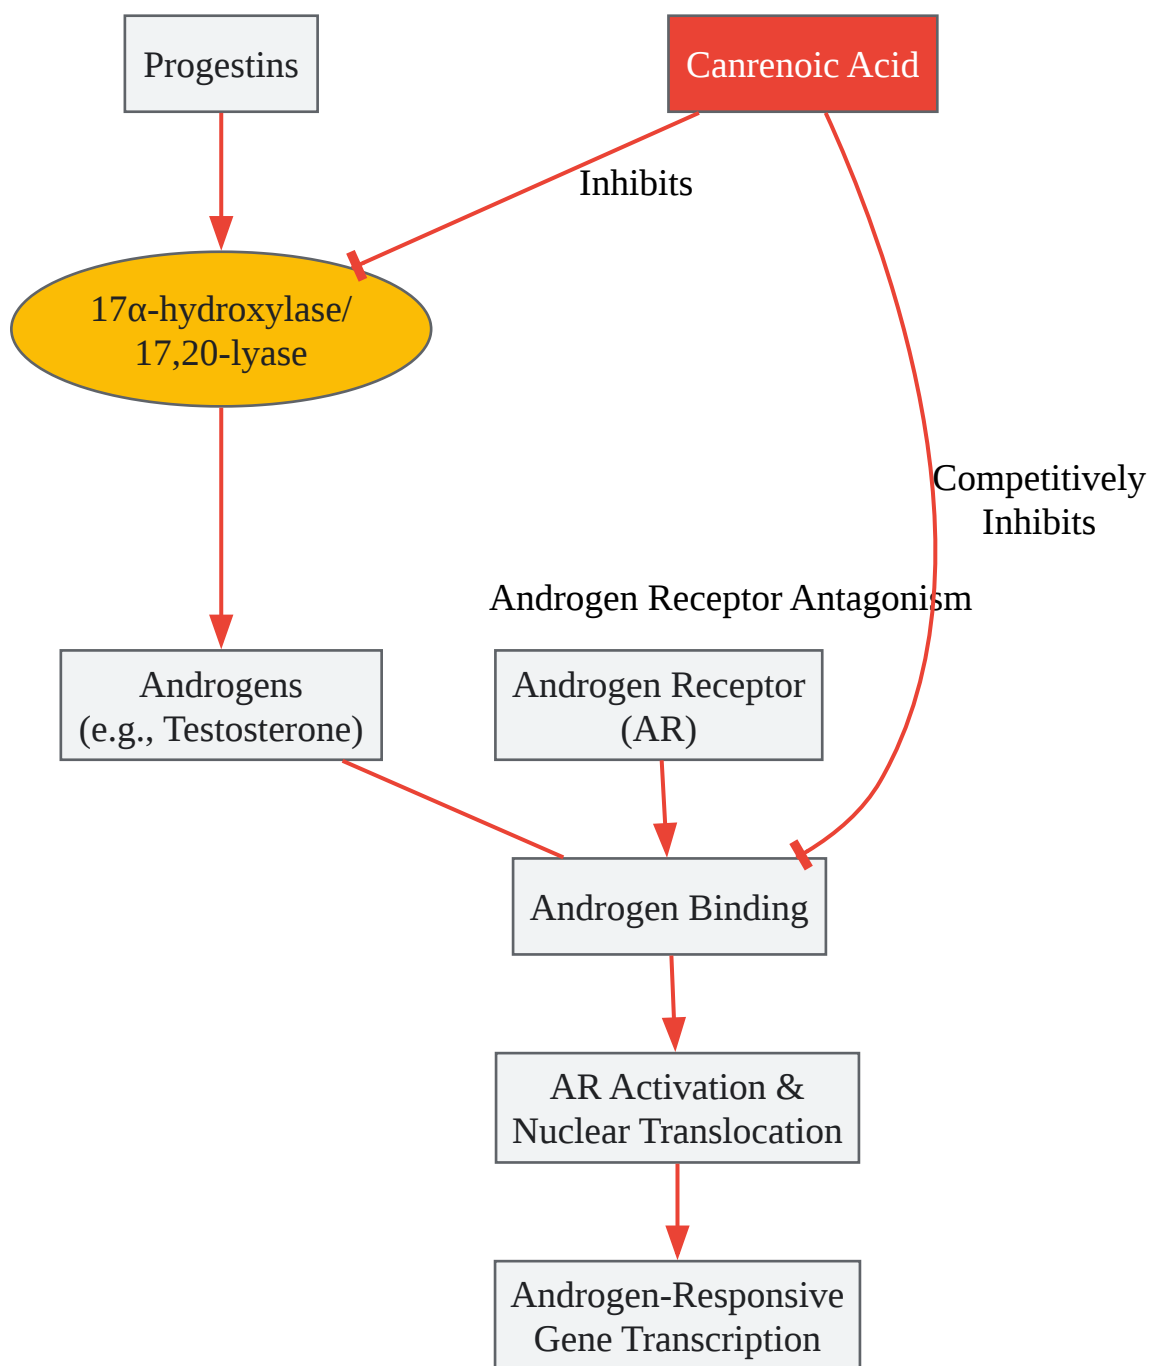 Progestins
Canrenoic Acid
Inhibits
17α-hydroxylase/
17,20-lyase
Competitively
Inhibits
Androgen Receptor Antagonism
Androgens
(e.g., Testosterone)
Androgen Receptor
(AR)
Androgen Binding
AR Activation &
Nuclear Translocation
Androgen-Responsive
Gene Transcription